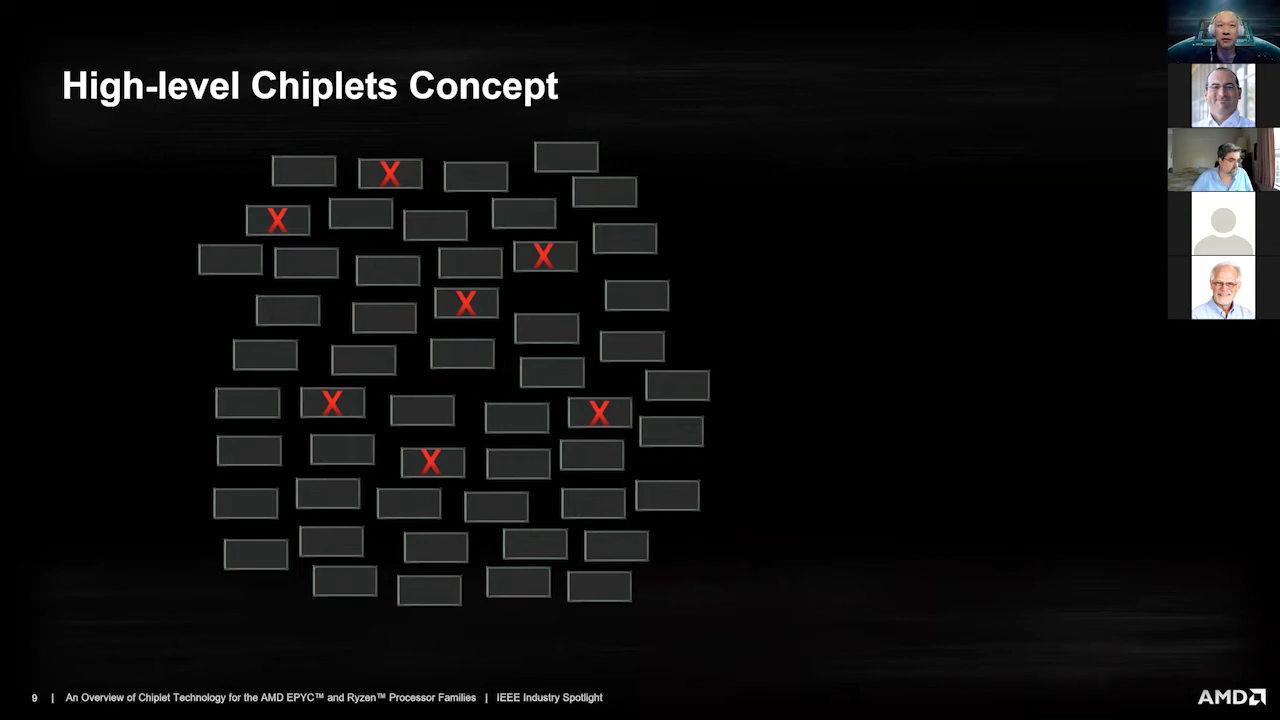 High-level Chiplets Concept
X
X
X
X
X
X
X
9 | An Overview of Chiplet Technology for the AMD EPYC™ and Ryzen™ Processor Families | IEEE Industry Spotlight
AMD